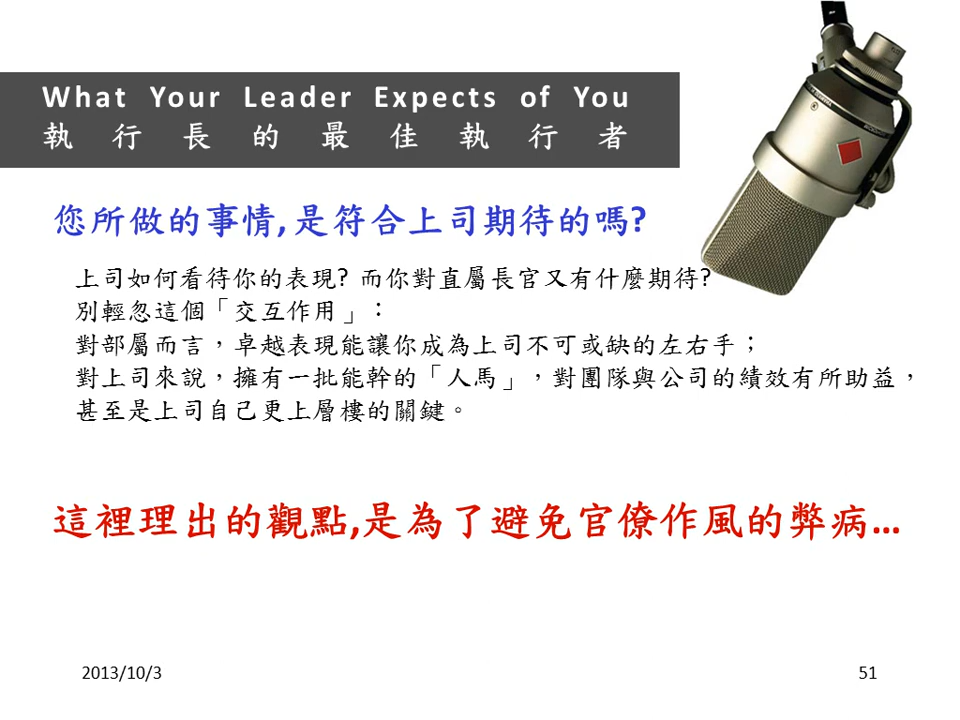 What Your Leader Expects of You
執行長的最佳執行者
您所做的事情,是符合上司期待的嗎?
上司如何看待你的表現? 而你對直屬長官又有什麼期待?
別輕忽這個「交互作用」：
對部屬而言，卓越表現能讓你成為上司不可或缺的左右手；
對上司來說，擁有一批能幹的「人馬」，對團隊與公司的績效有所助益，
甚至是上司自己更上層樓的關鍵。
這裡理出的觀點,是為了避免官僚作風的弊病…
2013/10/3
51